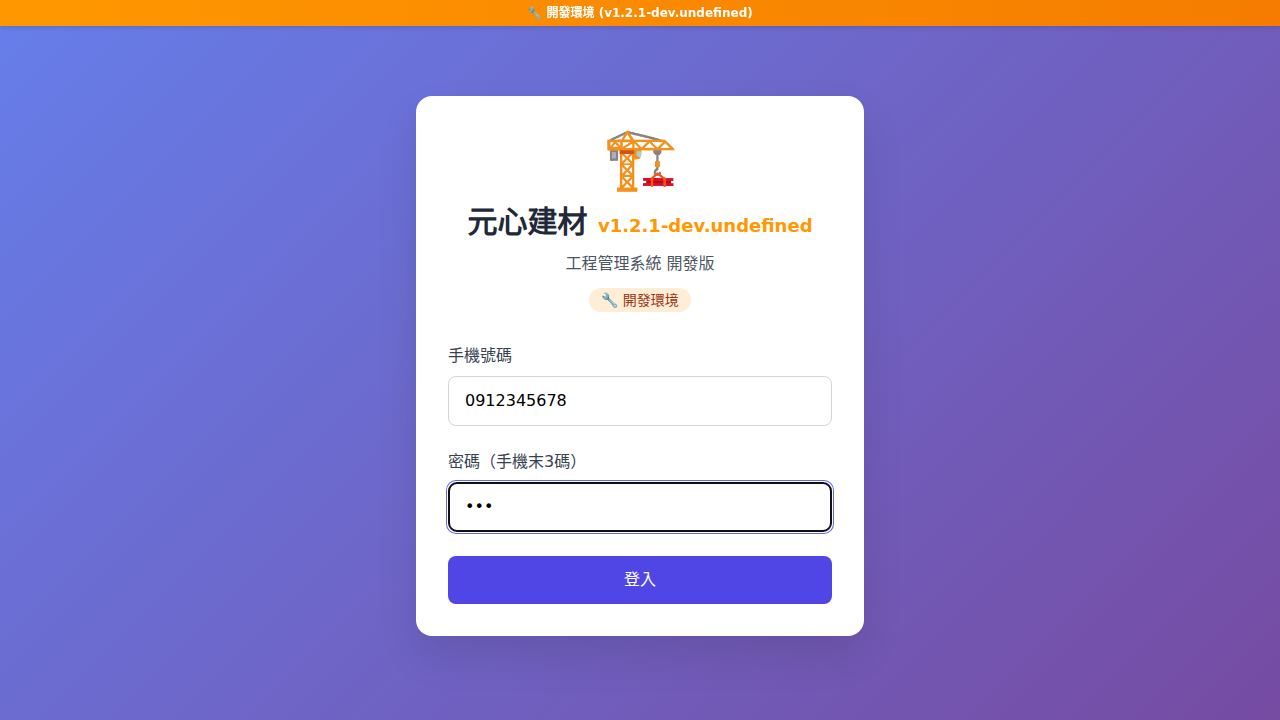 🔧 開發環境 (v1.2.1-dev.undefined)
元心建材 v1.2.1-dev.undefined
工程管理系統 開發版
🔧 開發環境
手機號碼
0912345678
密碼（手機末3碼）
•••
登入